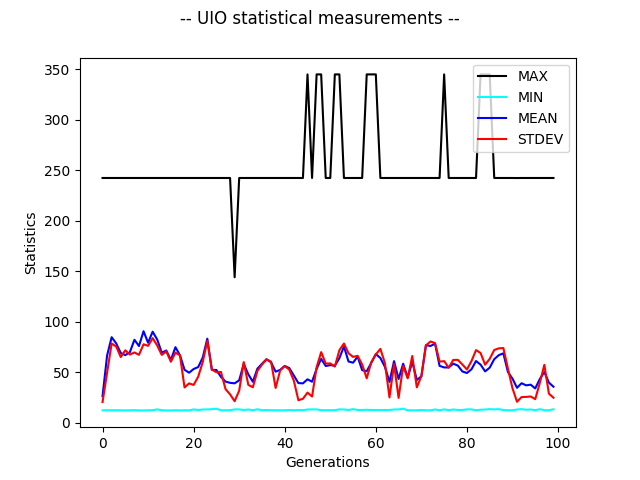 -- UIO statistical measurements --
350
300
250
200
150
100
50
0
Statistics
MAX
MIN
MEAN
STDEV
0 20 40 60 80 100
Generations